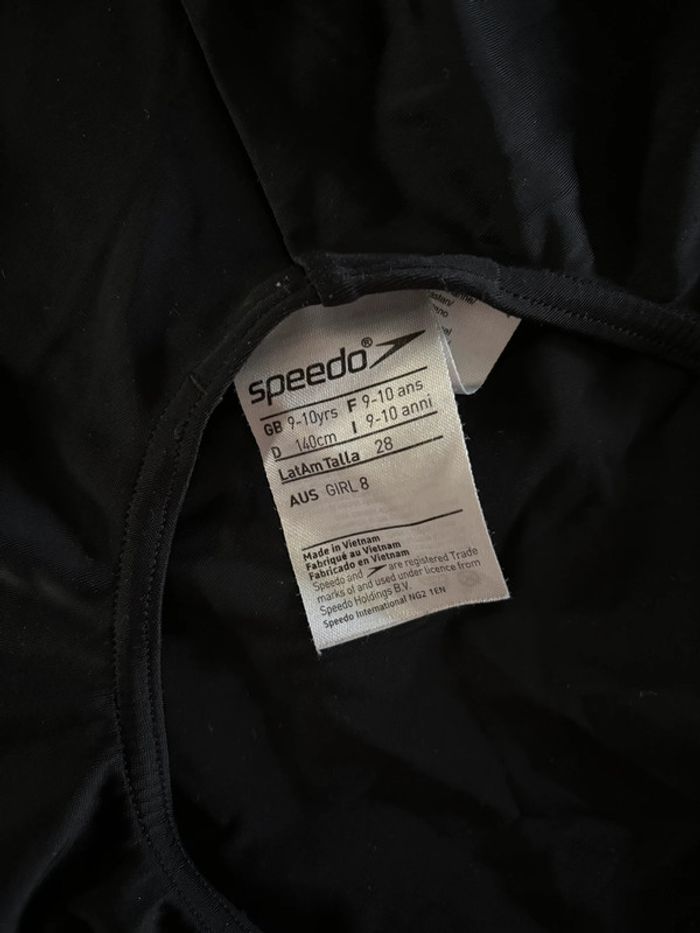 speedo®
GB 9-10yrs F 9-10 ans
D 140cm I 9-10 anni
LatAm Talla 28
AUS GIRL 8
Made in Vietnam
Fabriqué au Vietnam
Fabricado en Vietnam
Speedo and are registered Trade
marks of and used under licence from
Speedo Holdings B.V.
Speedo International NG2 1EN